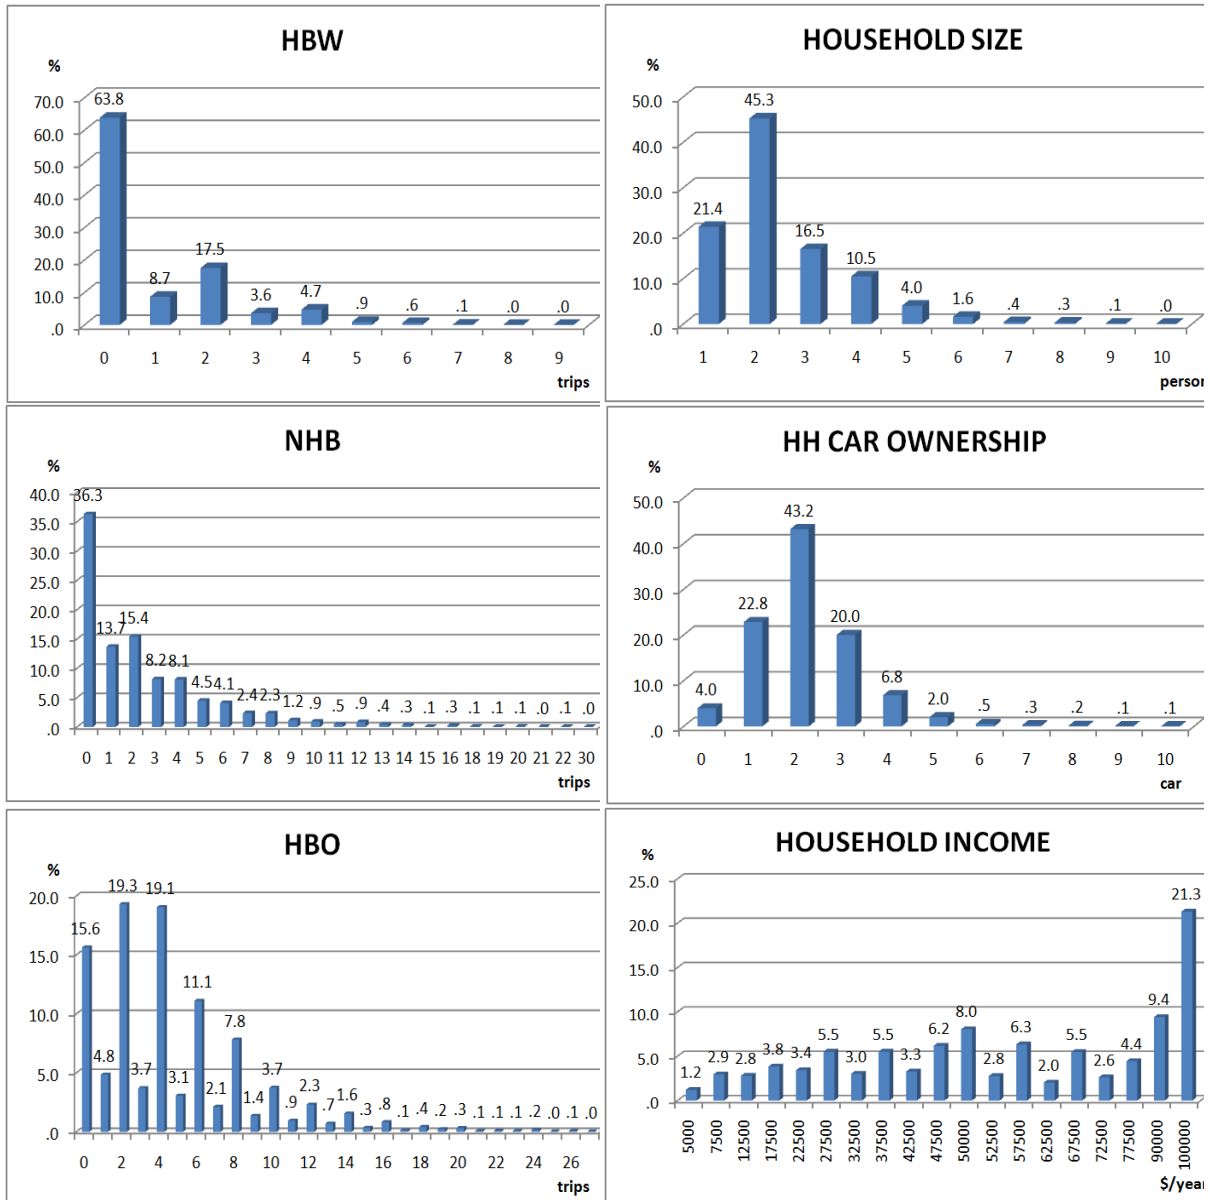 HBW
%
70.0
60.0
50.0
40.0
30.0
20.0
10.0
.0
63.8 8.7 17.5 3.6 4.7 .9 .6 .1 .0 .0
0 1 2 3 4 5 6 7 8 9
trips
HOUSEHOLD SIZE
%
50.0
40.0
30.0
20.0
10.0
.0
21.4 45.3 16.5 10.5 4.0 1.6 .4 .3 .1 .0
1 2 3 4 5 6 7 8 9 10
person
NHB
%
40.0
35.0
30.0
25.0
20.0
15.0
10.0
5.0
.0
36.3 13.7 15.4 8.2 8.1 4.5 4.1 2.4 2.3 1.2 .9 .5 .9 .4 .3 .1 .3 .1 .1 .1 .0 .1 .0
0 1 2 3 4 5 6 7 8 9 10 11 12 13 14 15 16 18 19 20 21 22 30
trips
HH CAR OWNERSHIP
%
50.0
40.0
30.0
20.0
10.0
.0
4.0 22.8 43.2 20.0 6.8 2.0 .5 .3 .2 .1 .1
0 1 2 3 4 5 6 7 8 9 10
car
HBO
%
20.0
15.0
10.0
5.0
.0
15.6 4.8 19.3 3.7 19.1 3.1 11.1 2.1 7.8 1.4 3.7 .9 2.3 .7 1.6 .3 .8 .1 .4 .2 .3 .1 .1 .1 .2 .0 .1 .0
0 2 4 6 8 10 12 14 16 18 20 22 24 26
trips
HOUSEHOLD INCOME
%
25.0
20.0
15.0
10.0
5.0
.0
1.2 2.9 2.8 3.8 3.4 5.5 3.0 5.5 3.3 6.2 8.0 2.8 6.3 2.0 5.5 2.6 4.4 9.4 21.3
5000 7500 12500 17500 22500 27500 32500 37500 42500 47500 50000 52500 57500 62500 67500 72500 77500 90000 100000
$/year